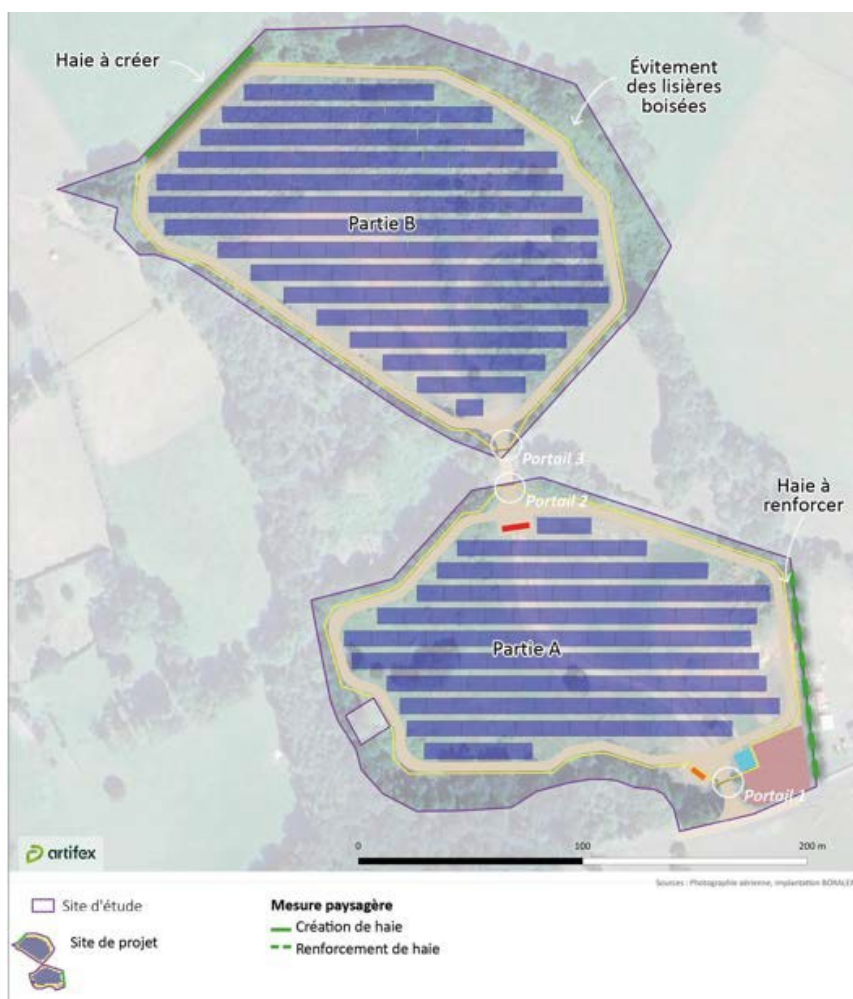 Haie à créer
Évitement
des lisières
boisées
Partie B
Portail 3
Portail 2
Haie à
renforcer
Partie A
Portail 1
artifex
0
100
200 m
Sources : Photographie aérienne, Implantation BORALEX
Site d'étude
Site de projet
Mesure paysagère
Création de haie
Renforcement de haie